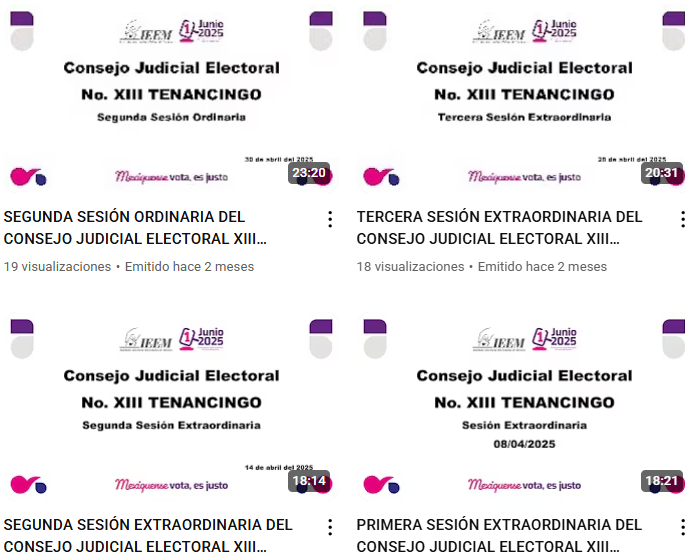 IEEM
1 Junio
2025
Consejo Judicial Electoral
No. XIII TENANCINGO
Segunda Sesión Ordinaria
30 de abril del 2025
Mexiquense vota, es justo
23:20
SEGUNDA SESIÓN ORDINARIA DEL
CONSEJO JUDICIAL ELECTORAL XIII...
19 visualizaciones • Emitido hace 2 meses
IEEM
1 Junio
2025
Consejo Judicial Electoral
No. XIII TENANCINGO
Tercera Sesión Extraordinaria
de abril del 2025
Mexiquense vota, es justo
20:31
TERCERA SESIÓN EXTRAORDINARIA DEL
CONSEJO JUDICIAL ELECTORAL XIII...
18 visualizaciones • Emitido hace 2 meses
IEEM
1 Junio
2025
Consejo Judicial Electoral
No. XIII TENANCINGO
Segunda Sesión Extraordinaria
14 de abril del 2025
Mexiquense vota, es justo
18:14
SEGUNDA SESIÓN EXTRAORDINARIA DEL
CONSEJO JUDICIAL ELECTORAL XIII...
IEEM
1 Junio
2025
Consejo Judicial Electoral
No. XIII TENANCINGO
Sesión Extraordinaria
08/04/2025
Mexiquense vota, es justo
18:21
PRIMERA SESIÓN EXTRAORDINARIA DEL
CONSEJO JUDICIAL ELECTORAL XIII...